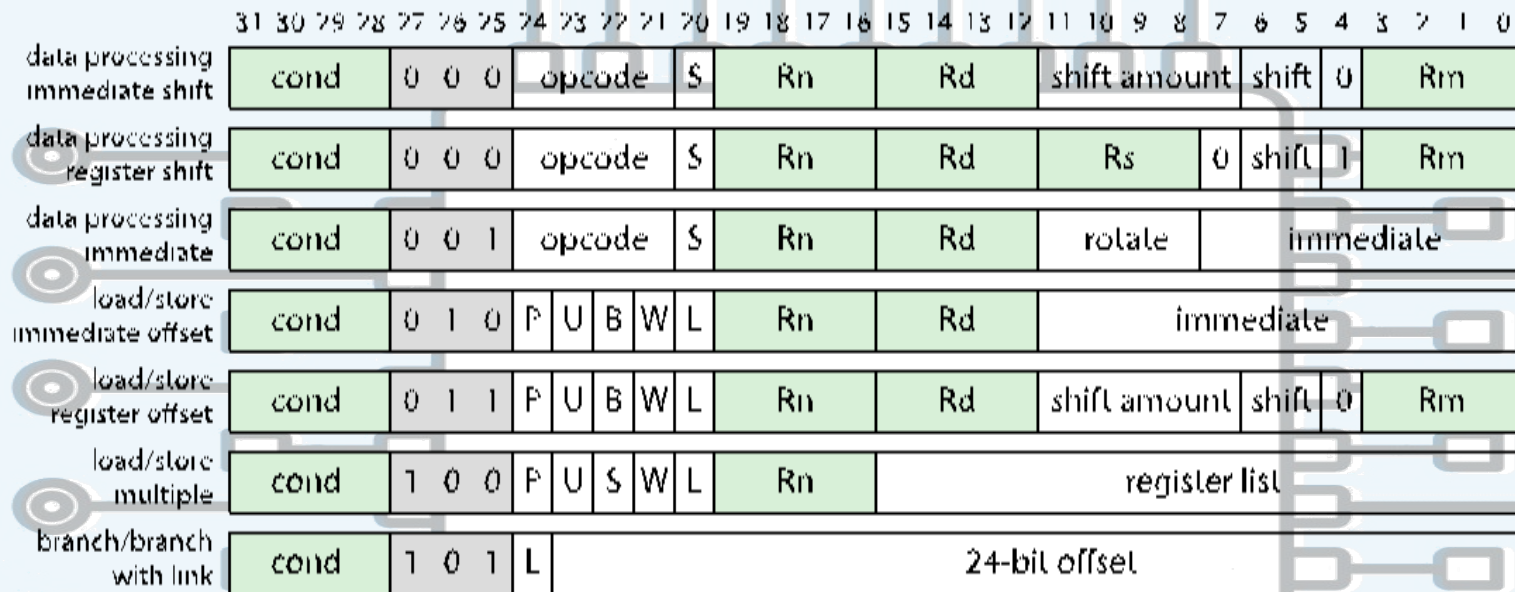 31 30 29 28 27 26 25 24 23 22 21 20 19 18 17 16 15 14 13 12 11 10 9 8 7 6 5 4 3 2 1 0
data processing
immediate shift
cond 0 0 0 opcode S Rn Rd shift amount shift 0 Rm
data processing
register shift
cond 0 0 0 opcode S Rn Rd Rs 0 shift 1 Rm
data processing
immediate
cond 0 0 1 opcode S Rn Rd rotate immediate
load/store
immediate offset
cond 0 1 0 P U B W L Rn Rd immediate
load/store
register offset
cond 0 1 1 P U B W L Rn Rd shift amount shift 0 Rm
load/store
multiple
cond 1 0 0 P U S W L Rn register list
branch/branch
with link
cond 1 0 1 L 24-bit offset